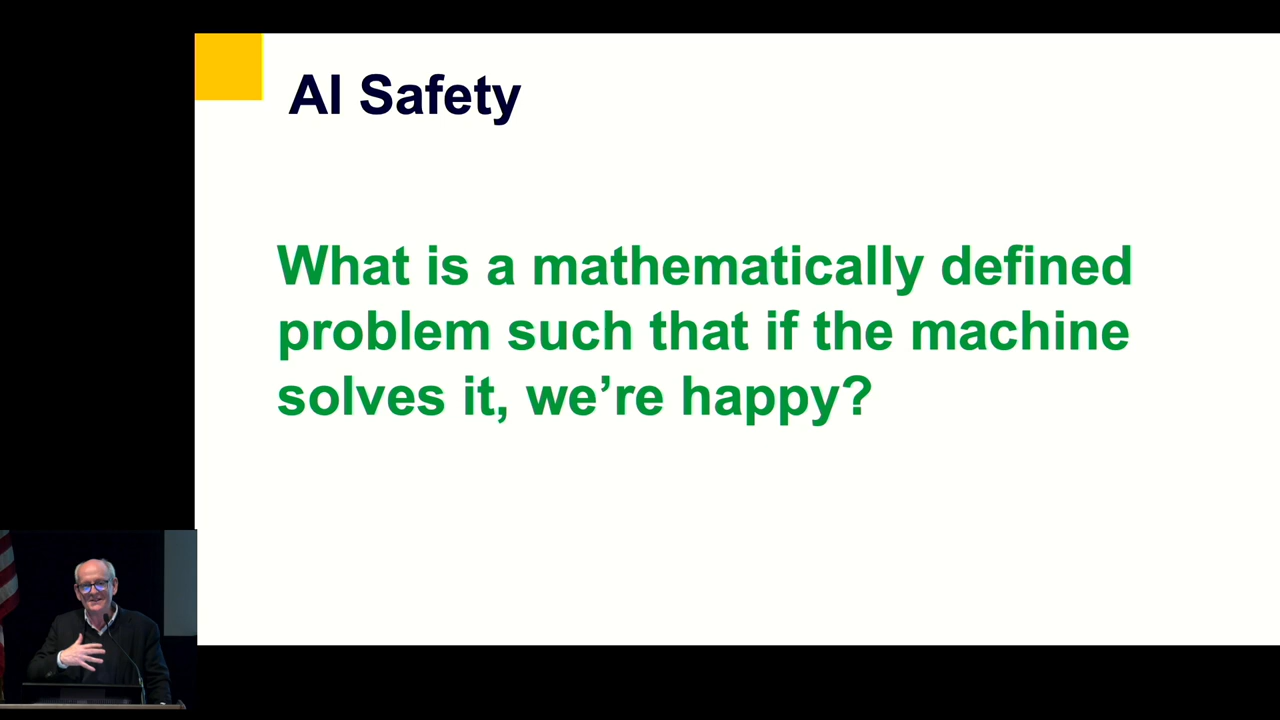 AI Safety
What is a mathematically defined
problem such that if the machine
solves it, we’re happy?